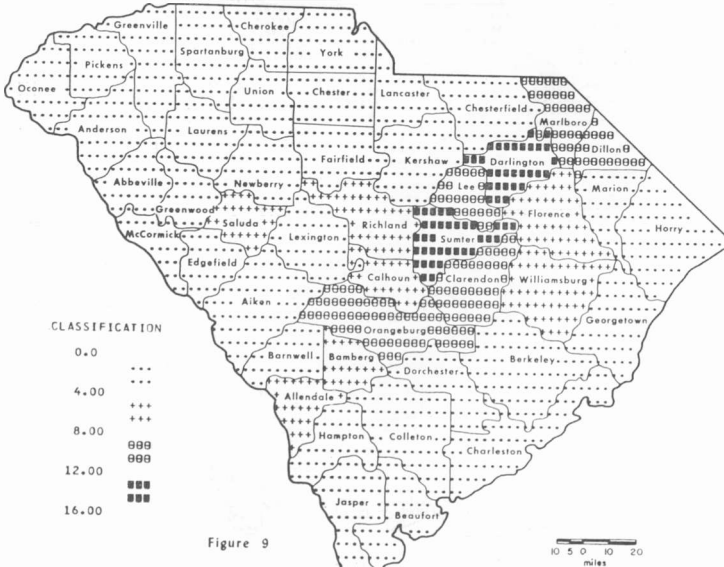 Greenville
Cherokee
Spartanburg
York
Pickens
Oconee
Union
Chester
Lancaster
Chesterfield
Marlboro
Anderson
Laurens
Dillon
Darlington
Fairfield
Kershaw
Abbeville
Newberry
Lee
Marion
Greenwood
Saluda
Richland
Florence
McCormick
Lexington
Sumter
Horry
Edgefield
Calhoun
Clarendon
Williamsburg
Aiken
Georgetown
Orangeburg
Barnwell
Bamberg
Berkeley
Dorchester
Allendale
Hampton
Colleton
Charleston
Jasper
Beaufort
CLASSIFICATION
0.0
4.00
8.00
12.00
16.00
Figure 9
10 5 0 10 20
miles